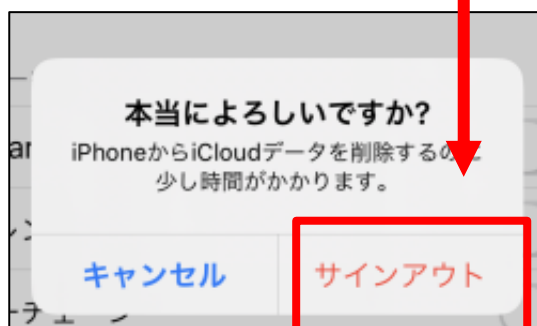 本当によろしいですか?
iPhoneからiCloudデータを削除するの
少し時間がかかります。
キャンセル
サインアウト